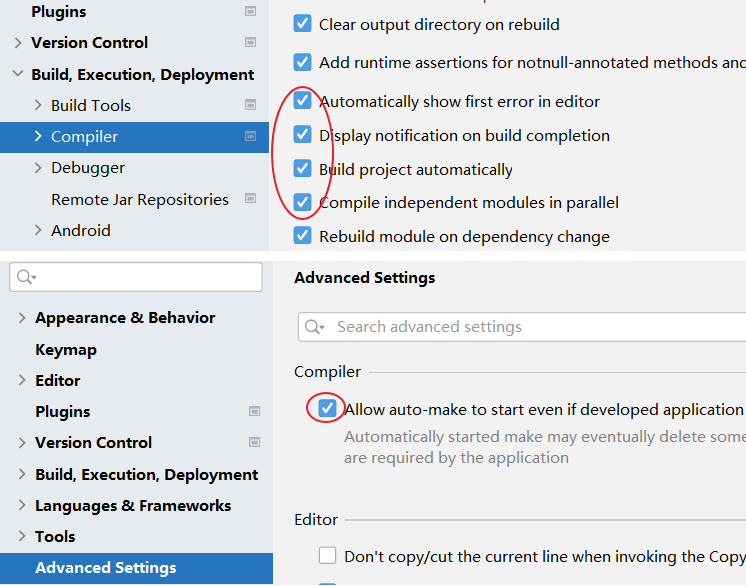 Plugins
Version Control
Build, Execution, Deployment
Build Tools
Compiler
Debugger
Remote Jar Repositories
Android
Clear output directory on rebuild
Add runtime assertions for notnull-annotated methods and
Automatically show first error in editor
Display notification on build completion
Build project automatically
Compile independent modules in parallel
Rebuild module on dependency change
Appearance & Behavior
Keymap
Editor
Plugins
Version Control
Build, Execution, Deployment
Languages & Frameworks
Tools
Advanced Settings
Advanced Settings
Search advanced settings
Compiler
Allow auto-make to start even if developed application
Automatically started make may eventually delete some
are required by the application
Editor
Don't copy/cut the current line when invoking the Copy